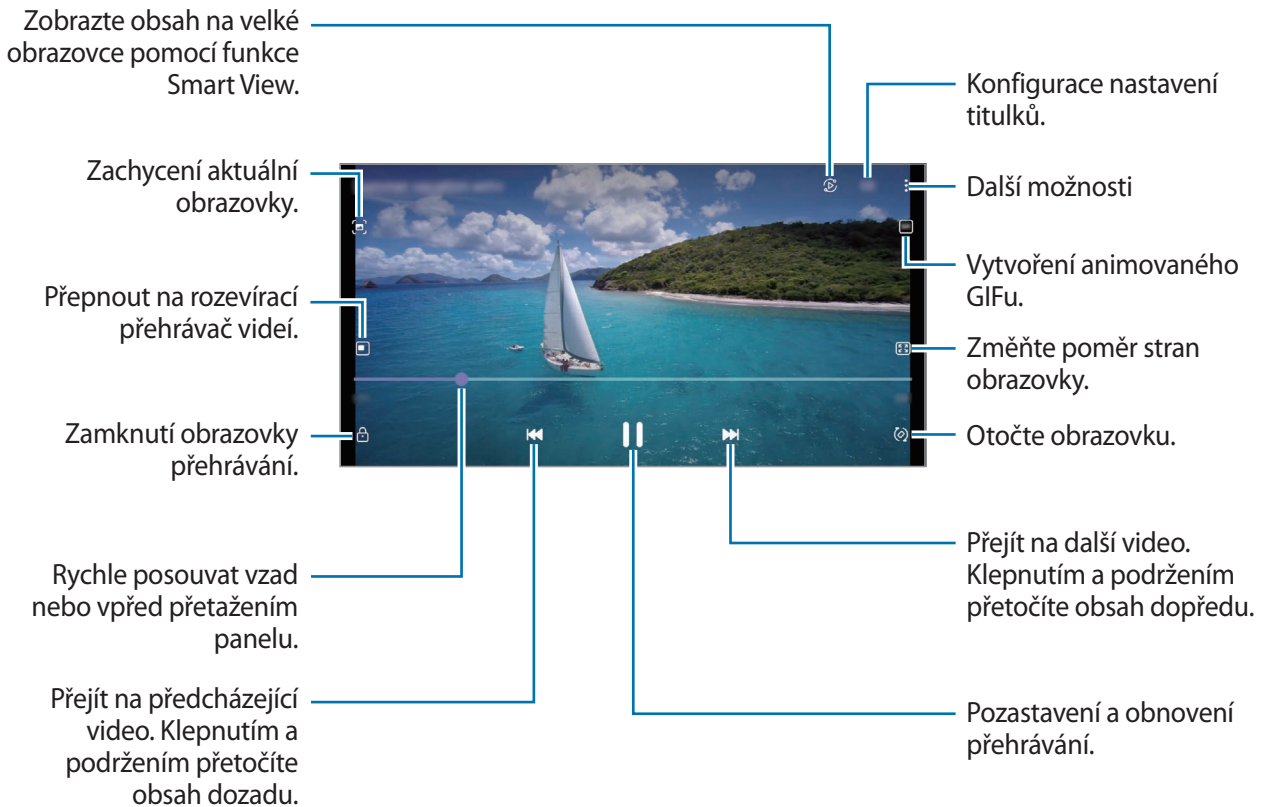 Zobrazte obsah na velké
obrazovce pomocí funkce
Smart View.
Zachycení aktuální
obrazovky.
Přepnout na rozevírací
přehrávač videí.
Zamknutí obrazovky
přehrávání.
Rychle posouvat vzad
nebo vpřed přetažením
panelu.
Přejít na předcházející
video. Klepnutím a
podržením přetočíte
obsah dozadu.
Konfigurace nastavení
titulků.
Další možnosti
Vytvoření animovaného
GIFu.
Změňte poměr stran
obrazovky.
Otočte obrazovku.
Přejít na další video.
Klepnutím a podržením
přetočíte obsah dopředu.
Pozastavení a obnovení
přehrávání.